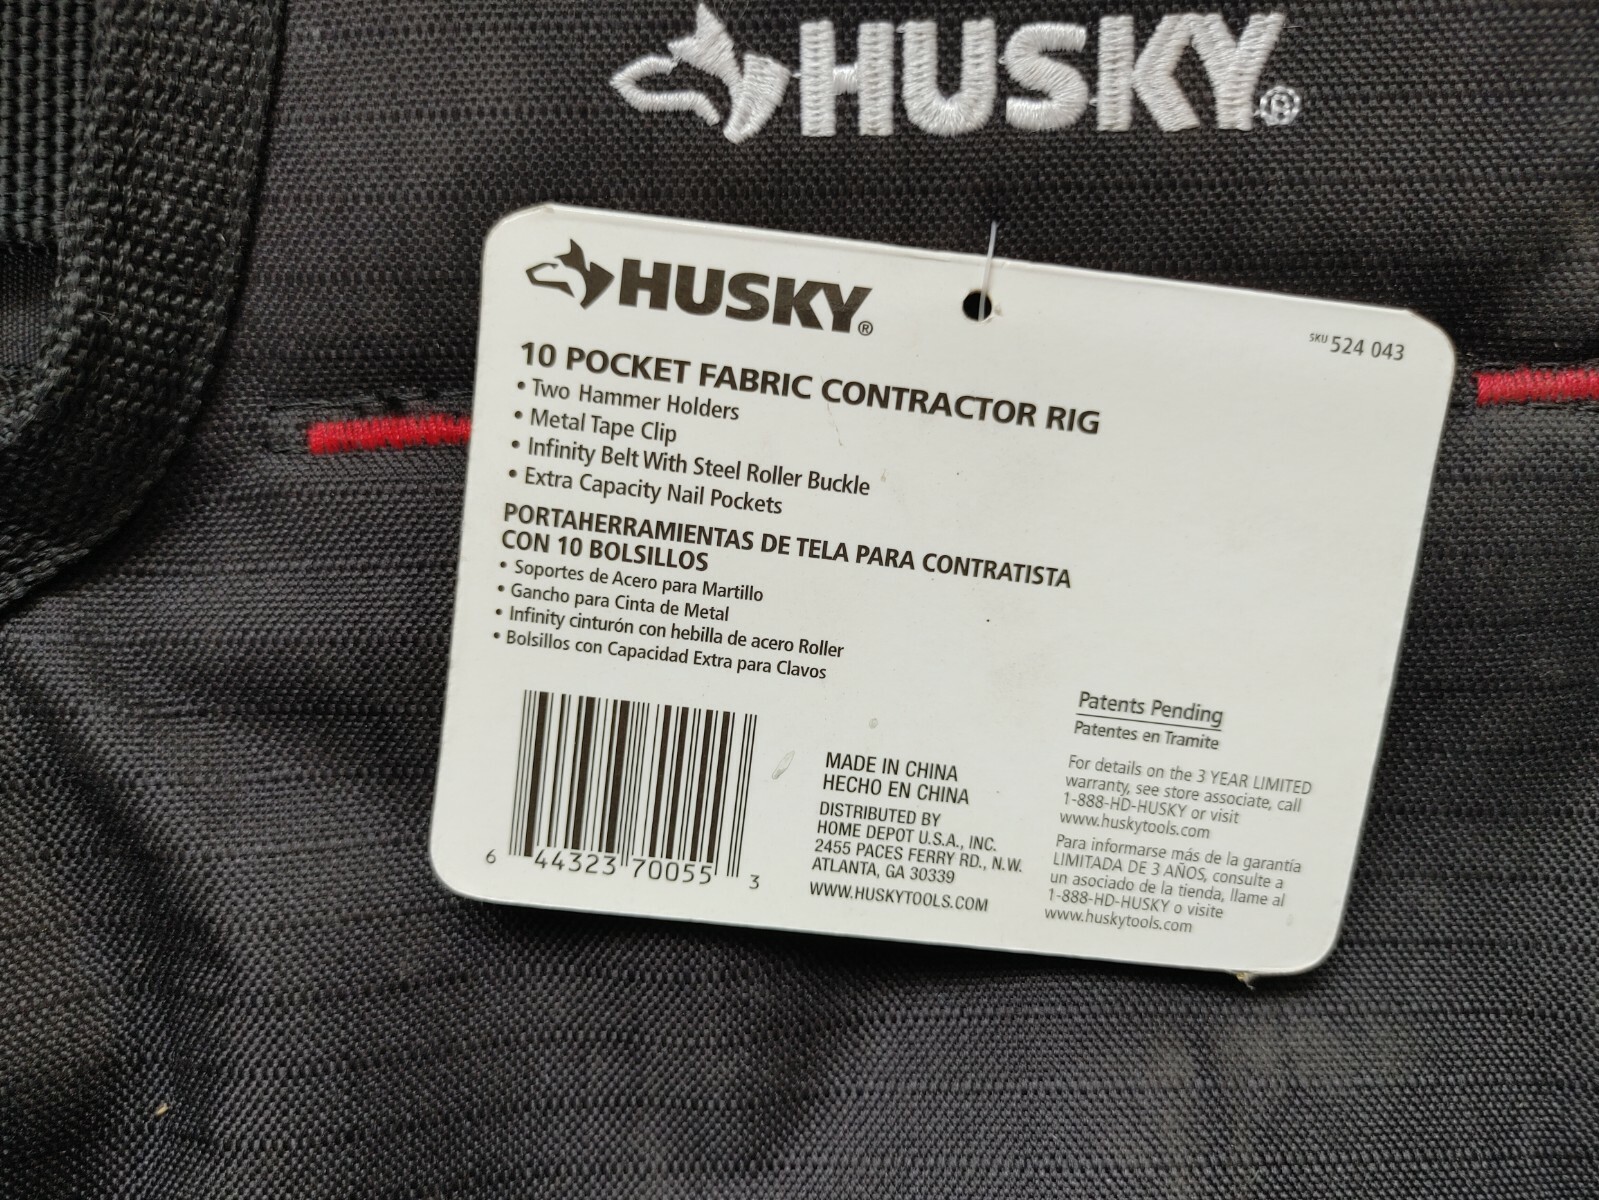 HUSKY®
HUSKY®
SKU 524 043
10 POCKET FABRIC CONTRACTOR RIG
• Two Hammer Holders
• Metal Tape Clip
• Infinity Belt With Steel Roller Buckle
• Extra Capacity Nail Pockets
PORTAHERRAMIENTAS DE TELA PARA CONTRATISTA
CON 10 BOLSILLOS
• Soportes de Acero para Martillo
• Gancho para Cinta de Metal
• Infinity cinturón con hebilla de acero Roller
• Bolsillos con Capacidad Extra para Clavos
6 44323 70055 3
MADE IN CHINA
HECHO EN CHINA
DISTRIBUTED BY
HOME DEPOT U.S.A., INC.
2455 PACES FERRY RD., N.W.
ATLANTA, GA 30339
WWW.HUSKYTOOLS.COM
Patents Pending
Patentes en Tramite
For details on the 3 YEAR LIMITED
warranty, see store associate, call
1-888-HD-HUSKY or visit
www.huskytools.com
Para informarse más de la garantía
LIMITADA DE 3 AÑOS, consulte a
un asociado de la tienda, llame al
1-888-HD-HUSKY o visite
www.huskytools.com